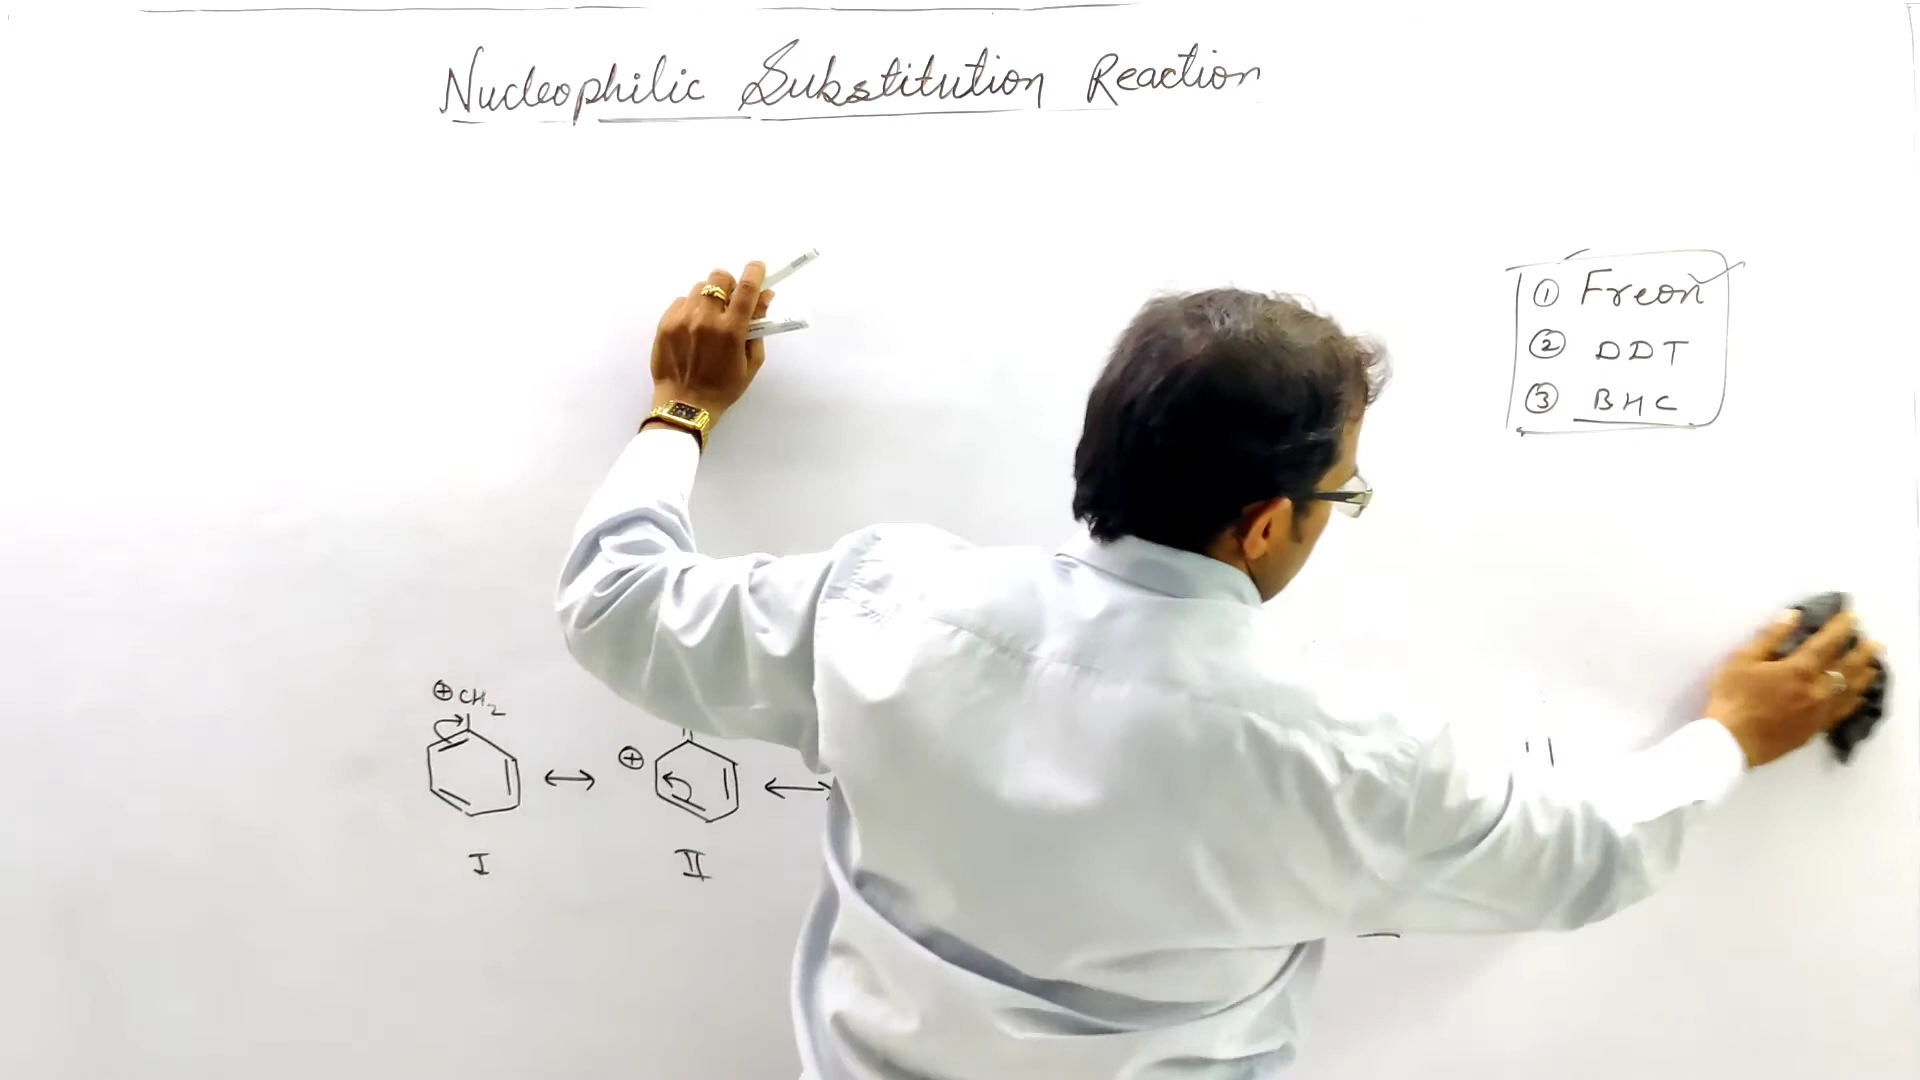 Nucleophilic Substitution Reaction
① Freon
② DDT
③ BHC
⊕CH₂
↔ ⊕ ↔
I II